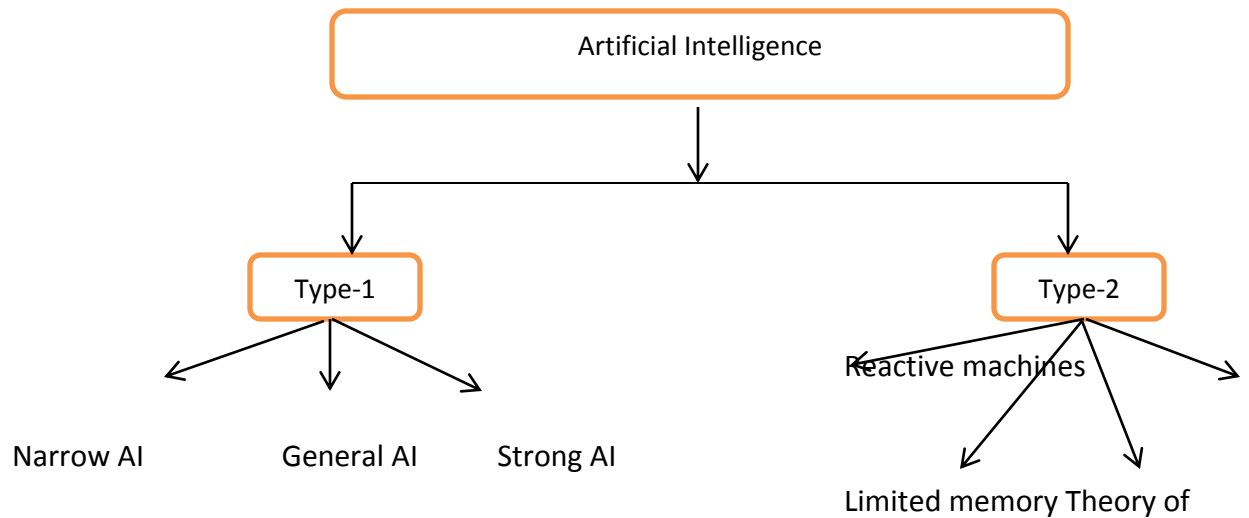 Artificial Intelligence
Type-1
Type-2
Reactive machines
Narrow AI General AI Strong AI
Limited memory Theory of